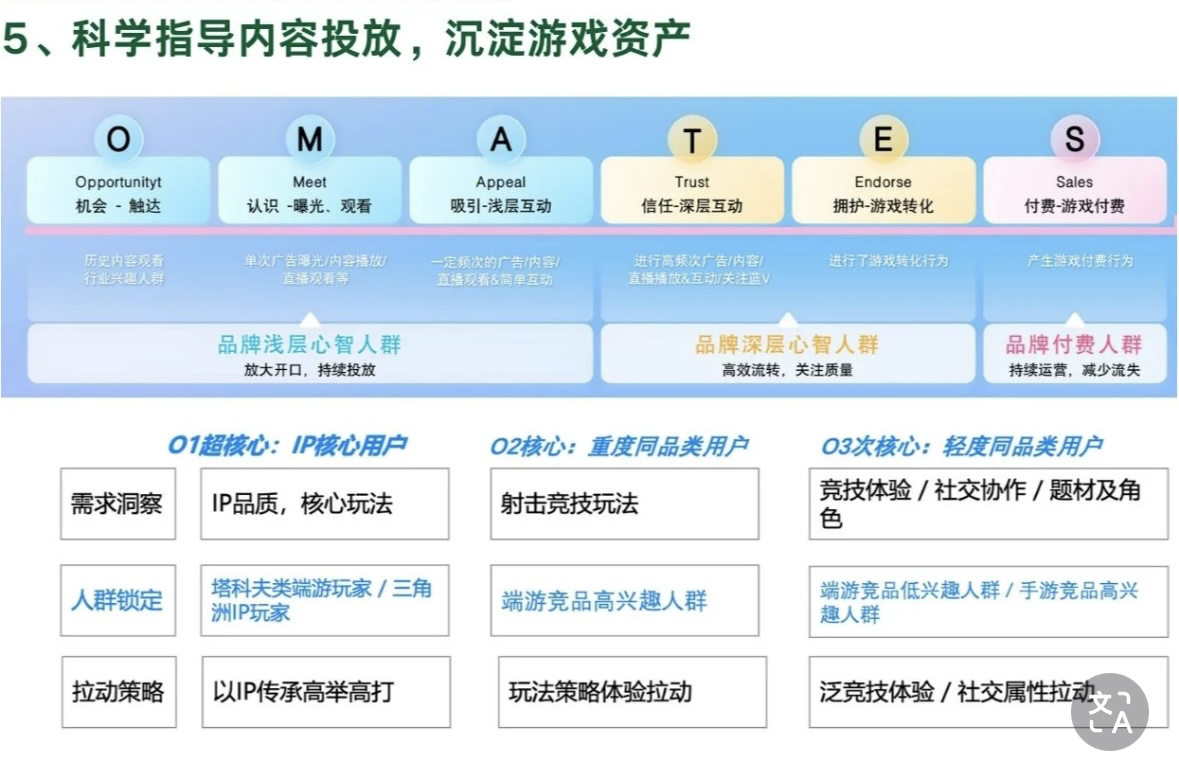 5、科学指导内容投放，沉淀游戏资产
O
M
A
T
E
S
Opportunityt
机会 - 触达
Meet
认识 -曝光、观看
Appeal
吸引-浅层互动
Trust
信任-深层互动
Endorse
拥护-游戏转化
Sales
付费-游戏付费
历史内容观看
行业兴趣人群
单次广告曝光/内容播放/
直播观看等
一定频次的广告/内容/
直播观看&简单互动
进行高频次广告/内容/
直播播放&互动/关注蓝V
进行了游戏转化行为
产生游戏付费行为
品牌浅层心智人群
放大开口，持续投放
品牌深层心智人群
高效流转，关注质量
品牌付费人群
持续运营，减少流失
O1超核心：IP核心用户
O2核心：重度同品类用户
O3次核心：轻度同品类用户
需求洞察
IP品质，核心玩法
射击竞技玩法
竞技体验 / 社交协作 / 题材及角
色
人群锁定
塔科夫类端游玩家 / 三角
洲IP玩家
端游竞品高兴趣人群
端游竞品低兴趣人群 / 手游竞品高兴
趣人群
拉动策略
以IP传承高举高打
玩法策略体验拉动
泛竞技体验 / 社交属性拉动
文A